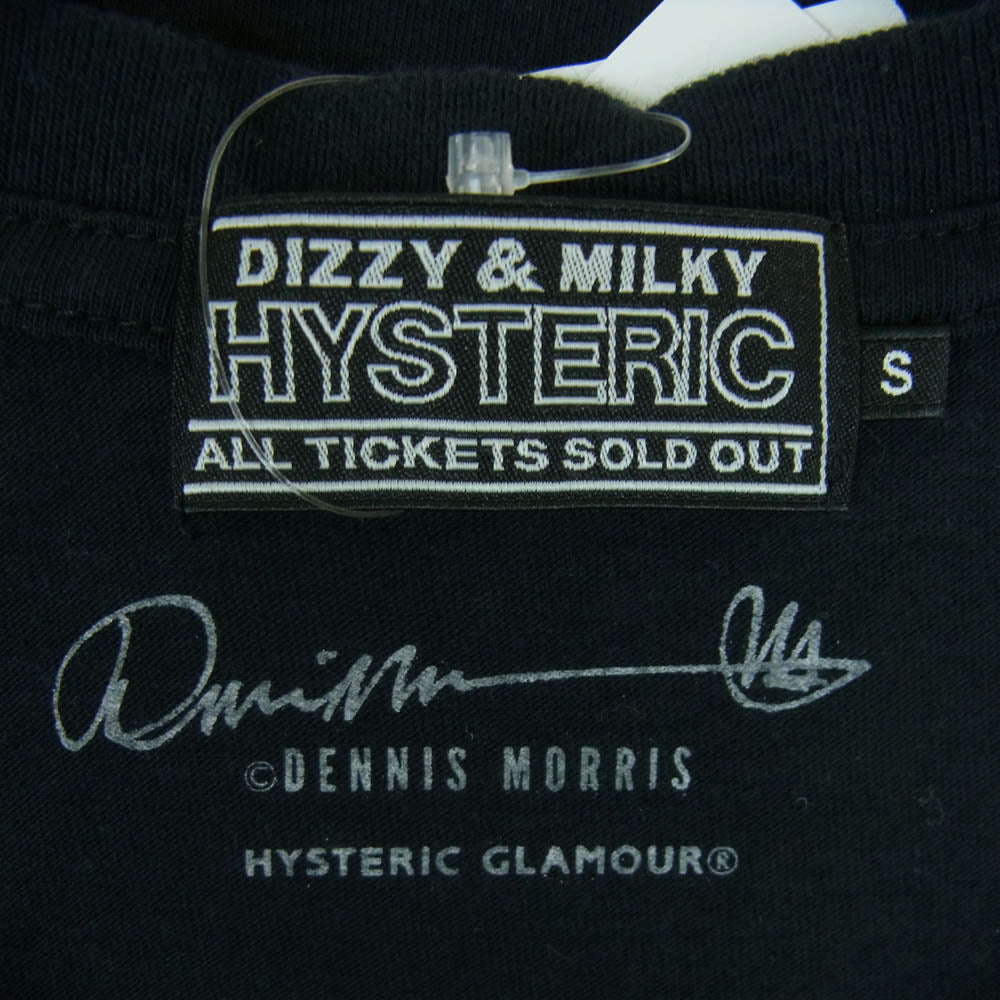 DIZZY & MILKY
HYSTERIC
ALL TICKETS SOLD OUT
S
©DENNIS MORRIS
HYSTERIC GLAMOUR®